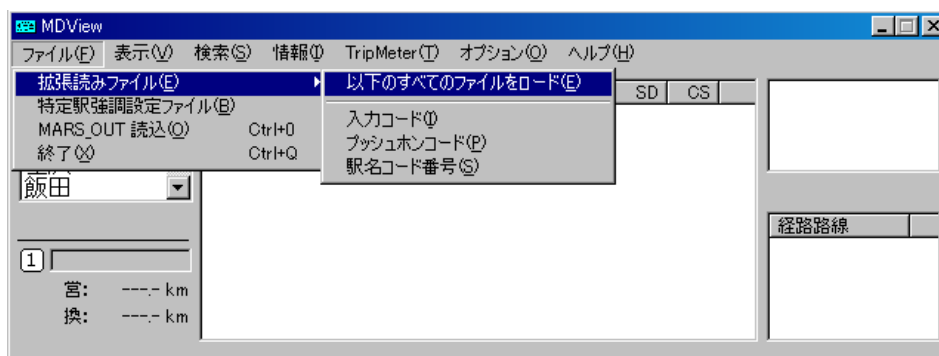 MDView
ファイル(F) 表示(V) 検索(S) 情報(I) TripMeter(T) オプション(O) ヘルプ(H)
拡張読みファイル(E)
特定駅強調設定ファイル(B)
MARS_OUT 読込(O) Ctrl+O
終了(X) Ctrl+Q
以下のすべてのファイルをロード(E)
入力コード(I)
プッシュホンコード(P)
駅名コード番号(S)
SD CS
飯田
経路路線
1
営: ---.- km
換: ---.- km